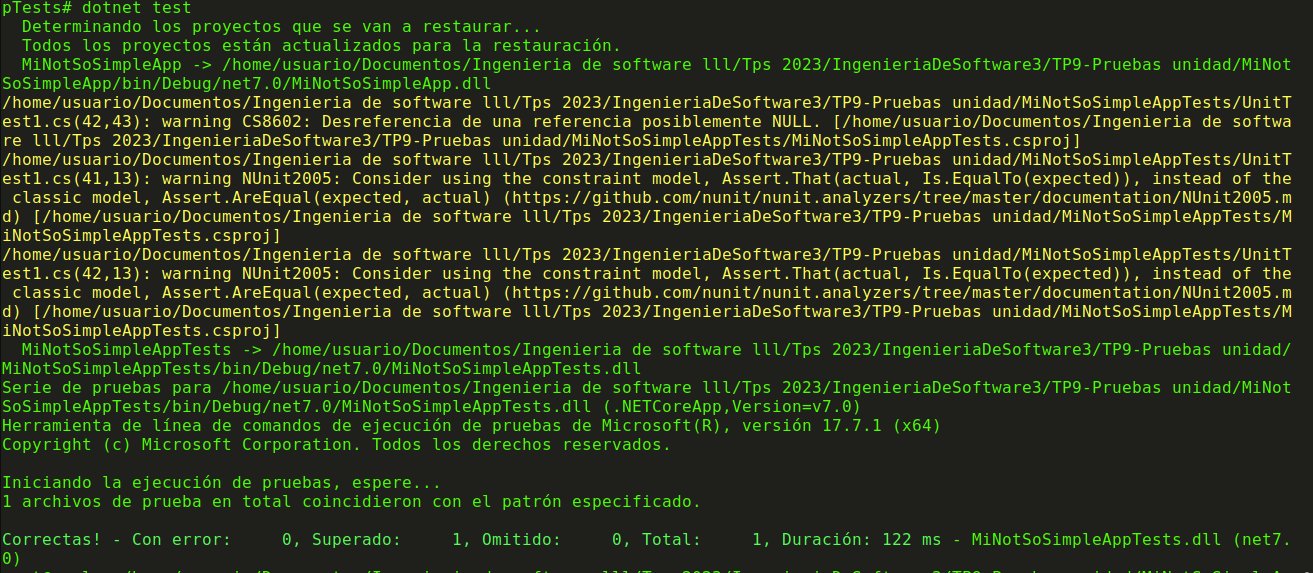 pTests# dotnet test
  Determinando los proyectos que se van a restaurar...
  Todos los proyectos están actualizados para la restauración.
  MiNotSoSimpleApp -> /home/usuario/Documentos/Ingenieria de software lll/Tps 2023/IngenieriaDeSoftware3/TP9-Pruebas unidad/MiNot
SoSimpleApp/bin/Debug/net7.0/MiNotSoSimpleApp.dll
/home/usuario/Documentos/Ingenieria de software lll/Tps 2023/IngenieriaDeSoftware3/TP9-Pruebas unidad/MiNotSoSimpleAppTests/UnitT
est1.cs(42,43): warning CS8602: Desreferencia de una referencia posiblemente NULL. [/home/usuario/Documentos/Ingenieria de softwa
re lll/Tps 2023/IngenieriaDeSoftware3/TP9-Pruebas unidad/MiNotSoSimpleAppTests/MiNotSoSimpleAppTests.csproj]
/home/usuario/Documentos/Ingenieria de software lll/Tps 2023/IngenieriaDeSoftware3/TP9-Pruebas unidad/MiNotSoSimpleAppTests/UnitT
est1.cs(41,13): warning NUnit2005: Consider using the constraint model, Assert.That(actual, Is.EqualTo(expected)), instead of the
 classic model, Assert.AreEqual(expected, actual) (https://github.com/nunit/nunit.analyzers/tree/master/documentation/NUnit2005.m
d) [/home/usuario/Documentos/Ingenieria de software lll/Tps 2023/IngenieriaDeSoftware3/TP9-Pruebas unidad/MiNotSoSimpleAppTests/M
iNotSoSimpleAppTests.csproj]
/home/usuario/Documentos/Ingenieria de software lll/Tps 2023/IngenieriaDeSoftware3/TP9-Pruebas unidad/MiNotSoSimpleAppTests/UnitT
est1.cs(42,13): warning NUnit2005: Consider using the constraint model, Assert.That(actual, Is.EqualTo(expected)), instead of the
 classic model, Assert.AreEqual(expected, actual) (https://github.com/nunit/nunit.analyzers/tree/master/documentation/NUnit2005.m
d) [/home/usuario/Documentos/Ingenieria de software lll/Tps 2023/IngenieriaDeSoftware3/TP9-Pruebas unidad/MiNotSoSimpleAppTests/M
iNotSoSimpleAppTests.csproj]
  MiNotSoSimpleAppTests -> /home/usuario/Documentos/Ingenieria de software lll/Tps 2023/IngenieriaDeSoftware3/TP9-Pruebas unidad/
MiNotSoSimpleAppTests/bin/Debug/net7.0/MiNotSoSimpleAppTests.dll
Serie de pruebas para /home/usuario/Documentos/Ingenieria de software lll/Tps 2023/IngenieriaDeSoftware3/TP9-Pruebas unidad/MiNot
SoSimpleAppTests/bin/Debug/net7.0/MiNotSoSimpleAppTests.dll (.NETCoreApp,Version=v7.0)
Herramienta de línea de comandos de ejecución de pruebas de Microsoft(R), versión 17.7.1 (x64)
Copyright (c) Microsoft Corporation. Todos los derechos reservados.

Iniciando la ejecución de pruebas, espere...
1 archivos de prueba en total coincidieron con el patrón especificado.

Correctas! - Con error:     0, Superado:     1, Omitido:     0, Total:     1, Duración: 122 ms - MiNotSoSimpleAppTests.dll (net7.
0)